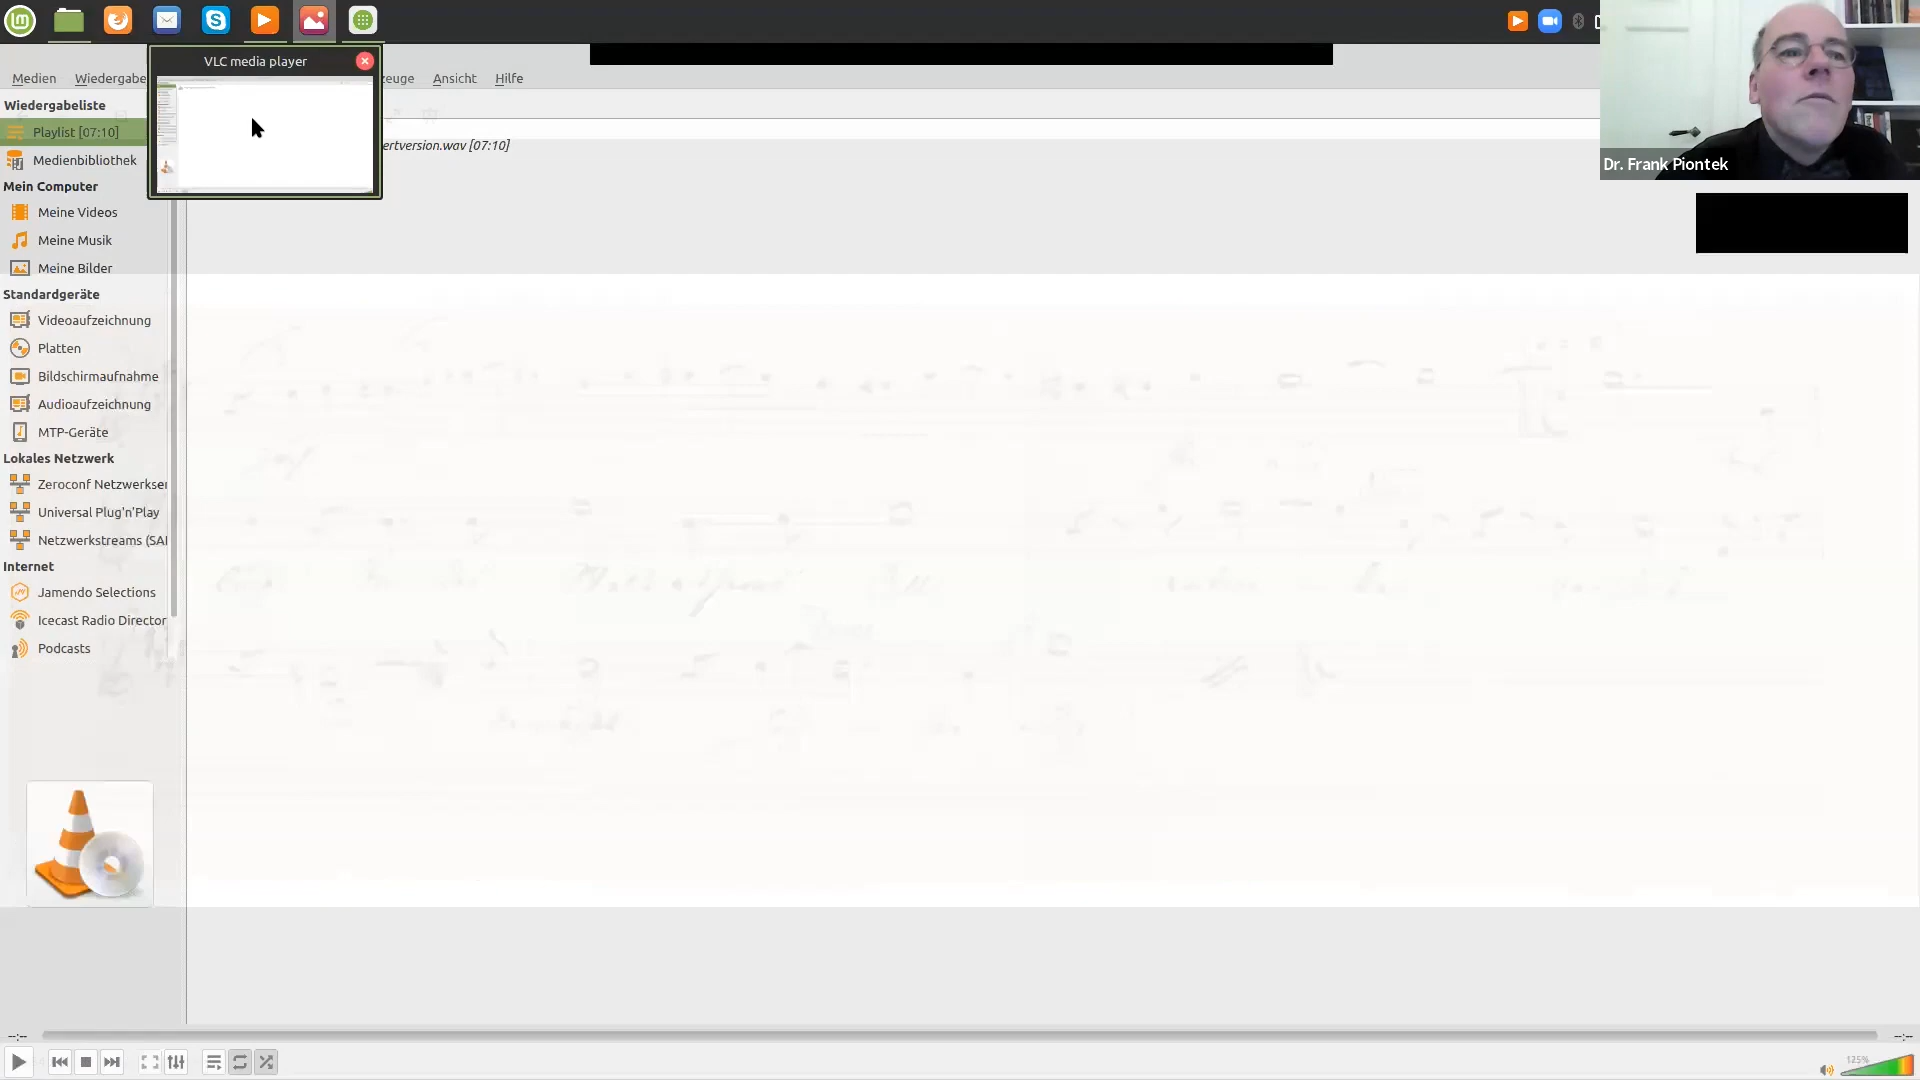 VLC media player
Medien
Wiedergabe
zeuge
Ansicht
Hilfe
Wiedergabeliste
Playlist [07:10]
ertversion.wav [07:10]
Medienbibliothek
Dr. Frank Piontek
Mein Computer
Meine Videos
Meine Musik
Meine Bilder
Standardgeräte
Videoaufzeichnung
Platten
Bildschirmaufnahme
Audioaufzeichnung
MTP-Geräte
Lokales Netzwerk
Zeroconf Netzwerkser
Universal Plug'n'Play
Netzwerkstreams (SAI
Internet
Jamendo Selections
Icecast Radio Director
Podcasts
--:--
--:--
125%